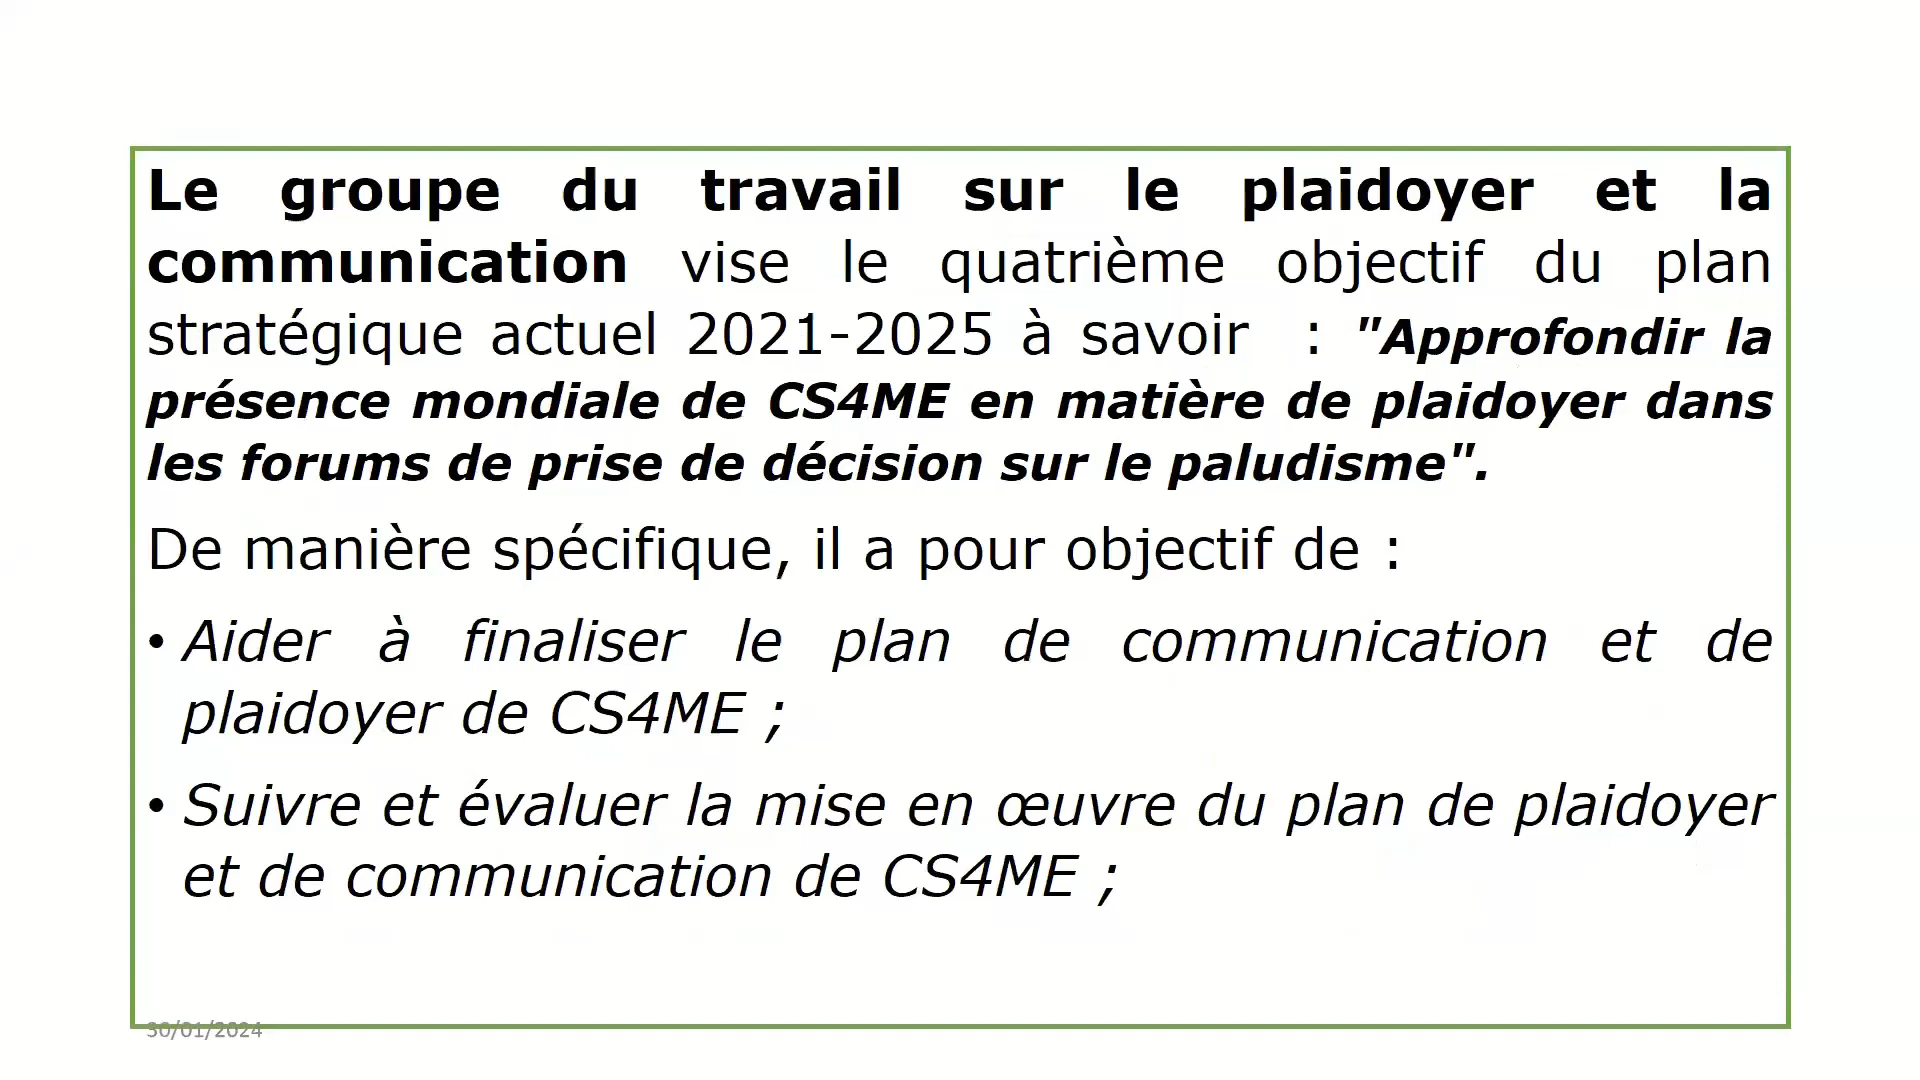 Le groupe du travail sur le plaidoyer et la
communication vise le quatrième objectif du plan
stratégique actuel 2021-2025 à savoir : "Approfondir la
présence mondiale de CS4ME en matière de plaidoyer dans
les forums de prise de décision sur le paludisme".
De manière spécifique, il a pour objectif de :
• Aider à finaliser le plan de communication et de
plaidoyer de CS4ME ;
• Suivre et évaluer la mise en œuvre du plan de plaidoyer
et de communication de CS4ME ;
30/01/2024